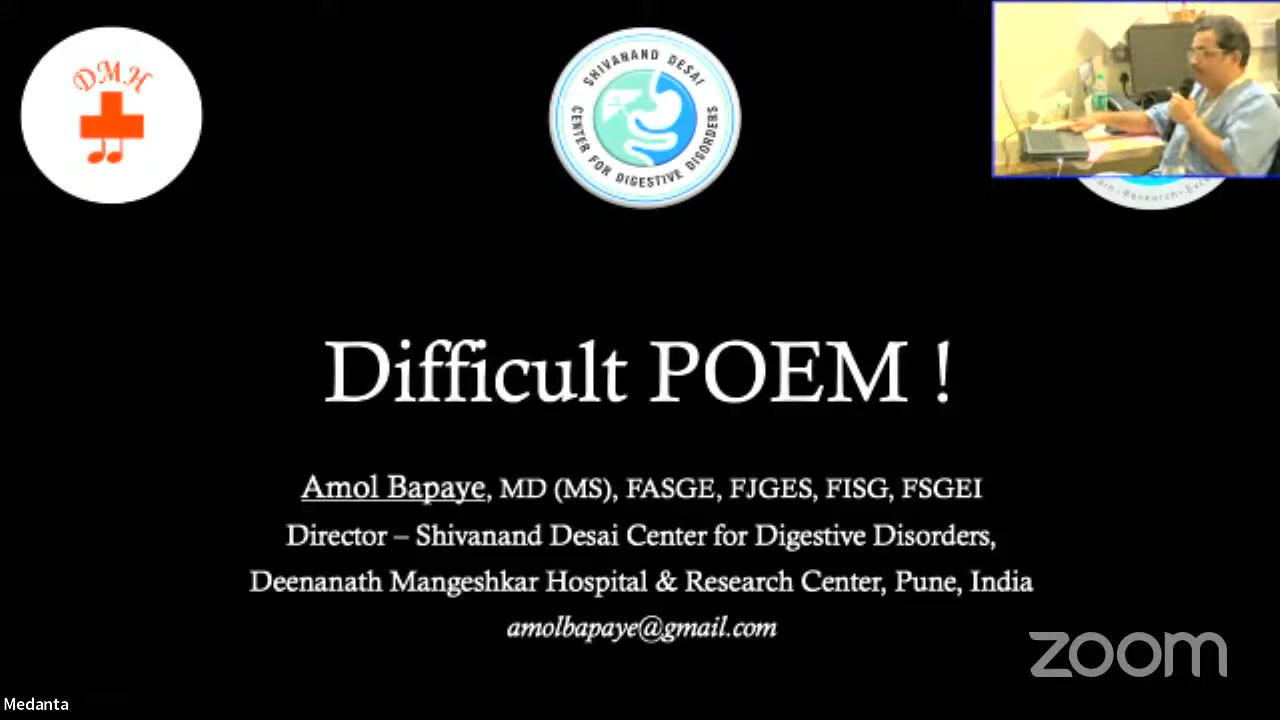 DMH
SHIVANAND DESAI
CENTER FOR DIGESTIVE DISORDERS
Difficult POEM !
Amol Bapaye, MD (MS), FASGE, FJGES, FISG, FSGEI
Director – Shivanand Desai Center for Digestive Disorders,
Deenanath Mangeshkar Hospital & Research Center, Pune, India
amolbapaye@gmail.com
zoom
Medanta